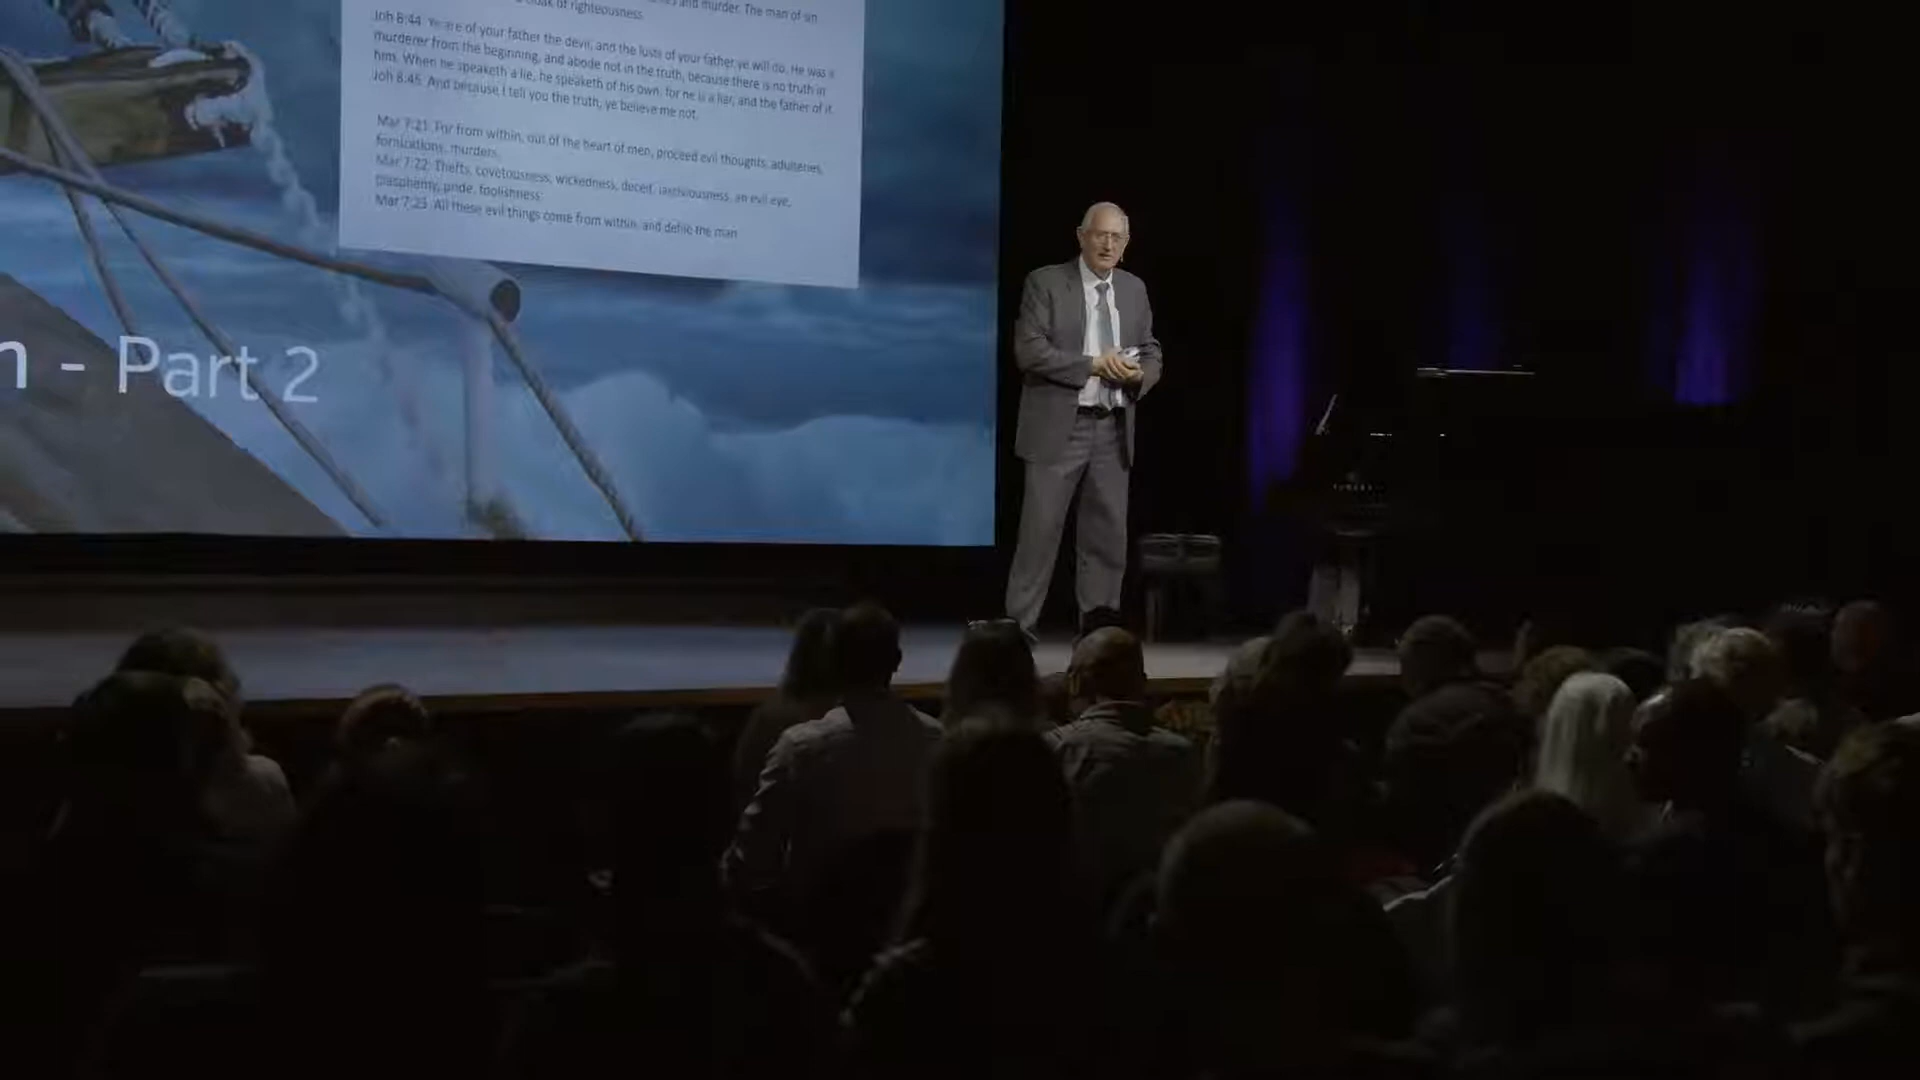 and murder. The man of sin
cloak of righteousness.
Joh 8:44 Ye are of your father the devil, and the lusts of your father ye will do. He was a
murderer from the beginning, and abode not in the truth, because there is no truth in
him. When he speaketh a lie, he speaketh of his own: for he is a liar, and the father of it.
Joh 8:45 And because I tell you the truth, ye believe me not.
Mar 7:21 For from within, out of the heart of men, proceed evil thoughts, adulteries,
fornications, murders,
Mar 7:22 Thefts, covetousness, wickedness, deceit, lasciviousness, an evil eye,
blasphemy, pride, foolishness:
Mar 7:23 All these evil things come from within, and defile the man
n - Part 2